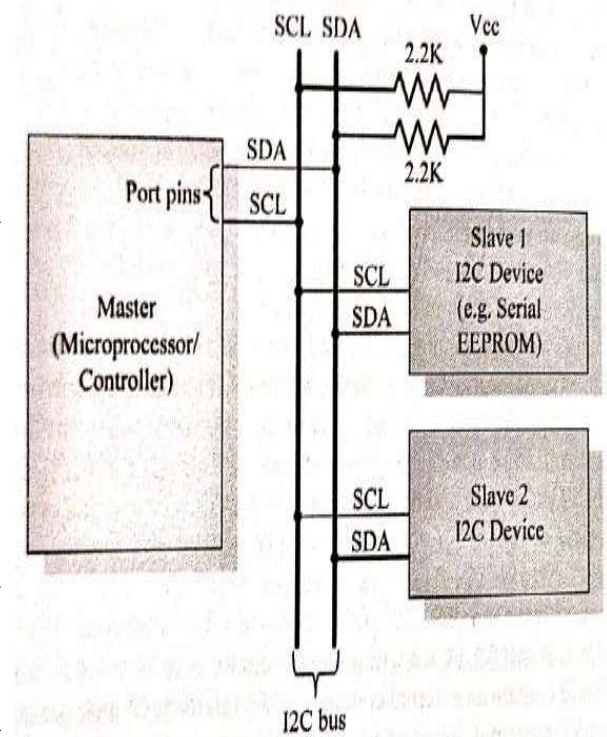 SCL SDA
Vcc
2.2K
2.2K
SDA
Port pins
SCL
Master
(Microprocessor/
Controller)
SCL
SDA
Slave 1
I2C Device
(e.g. Serial
EEPROM)
SCL
SDA
Slave 2
I2C Device
I2C bus